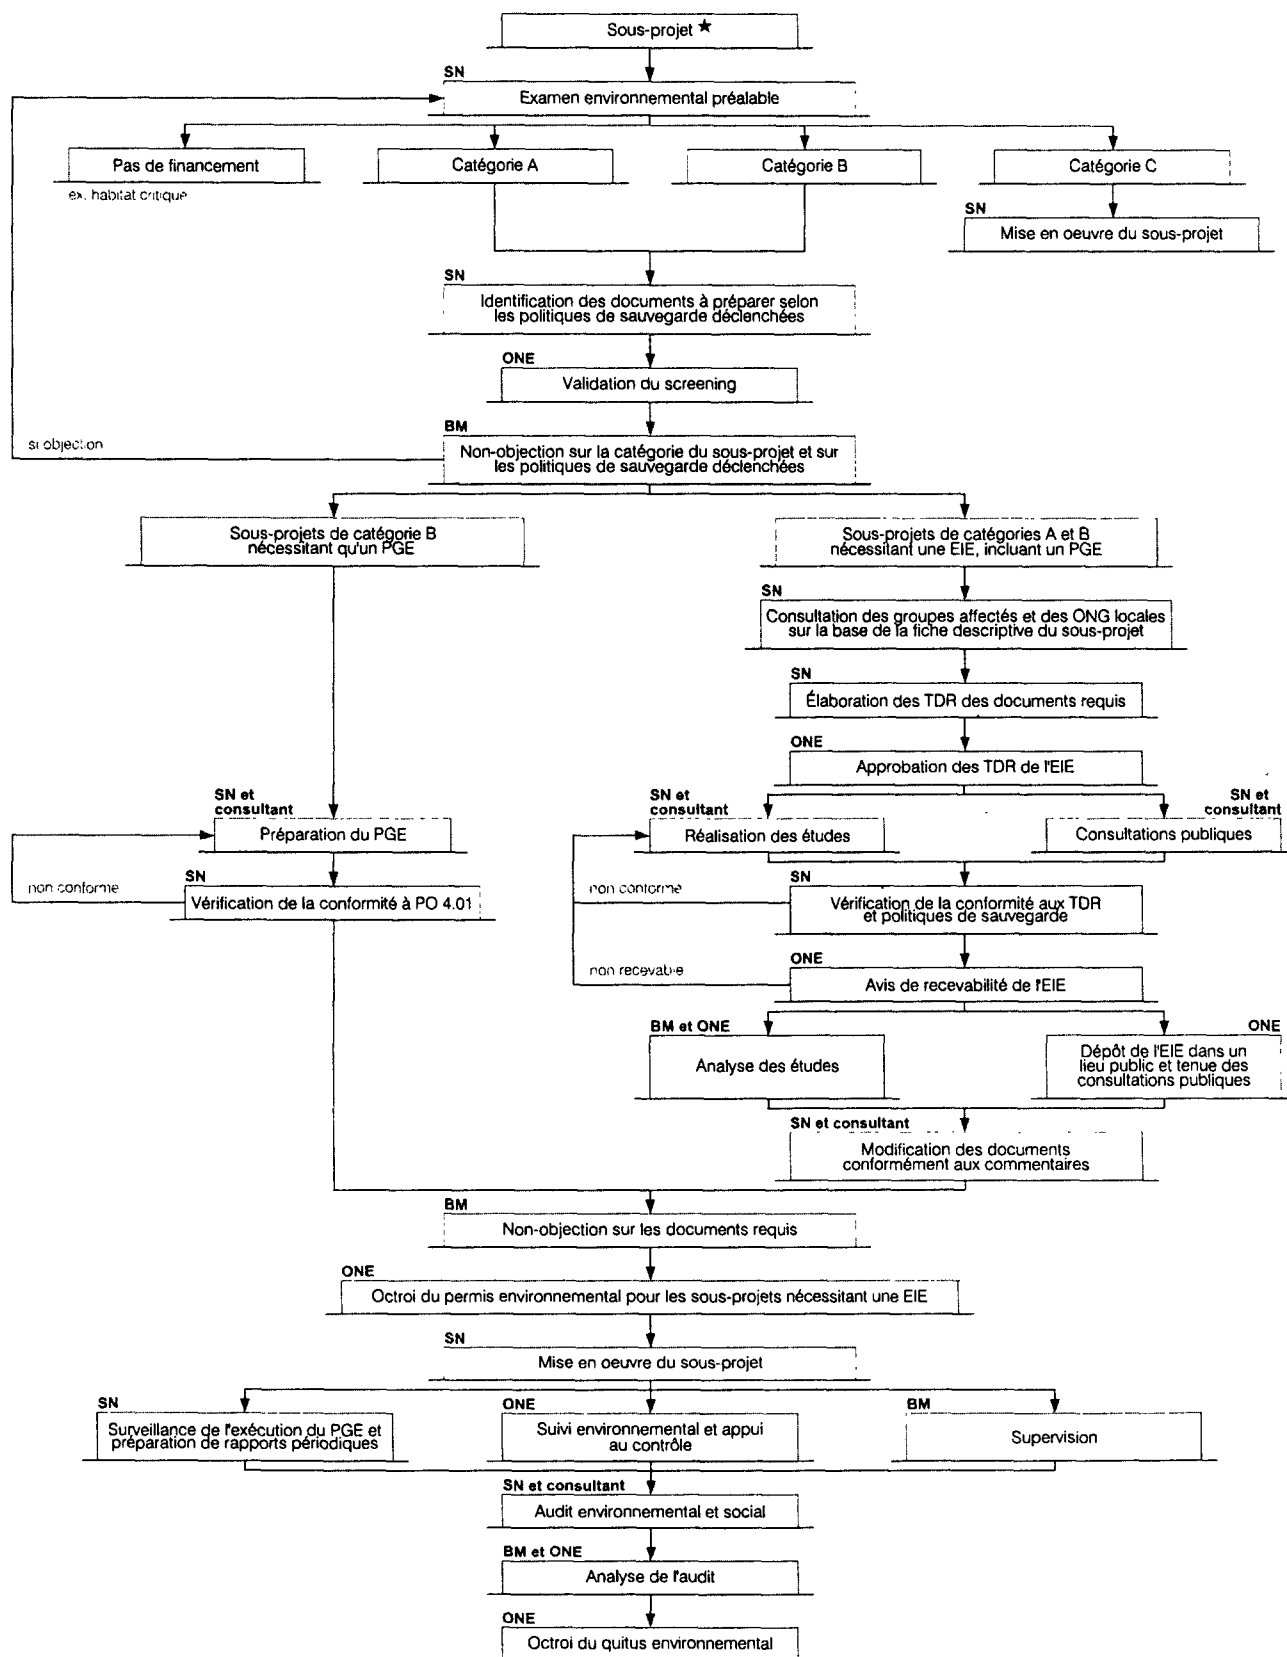 Sous-projet ★
SN
Examen environnemental préalable
Pas de financement
Catégorie A
Catégorie B
Catégorie C
ex. habitat critique
SN
Mise en oeuvre du sous-projet
SN
Identification des documents à préparer selon
les politiques de sauvegarde déclenchées
ONE
Validation du screening
si objection
BM
Non-objection sur la catégorie du sous-projet et sur
les politiques de sauvegarde déclenchées
Sous-projets de catégorie B
nécessitant qu'un PGE
Sous-projets de catégories A et B
nécessitant une EIE, incluant un PGE
SN
Consultation des groupes affectés et des ONG locales
sur la base de la fiche descriptive du sous-projet
SN
Élaboration des TDR des documents requis
ONE
Approbation des TDR de l'EIE
SN et
consultant
Préparation du PGE
SN et
consultant
Réalisation des études
SN et
consultant
Consultations publiques
non conforme
SN
Vérification de la conformité à PO 4.01
non conforme
SN
Vérification de la conformité aux TDR
et politiques de sauvegarde
non recevable
ONE
Avis de recevabilité de l'EIE
BM et ONE
Analyse des études
ONE
Dépôt de l'EIE dans un
lieu public et tenue des
consultations publiques
SN et consultant
Modification des documents
conformément aux commentaires
BM
Non-objection sur les documents requis
ONE
Octroi du permis environnemental pour les sous-projets nécessitant une EIE
SN
Mise en oeuvre du sous-projet
SN
Surveillance de l'exécution du PGE et
préparation de rapports périodiques
ONE
Suivi environnemental et appui
au contrôle
BM
Supervision
SN et consultant
Audit environnemental et social
BM et ONE
Analyse de l'audit
ONE
Octroi du quitus environnemental